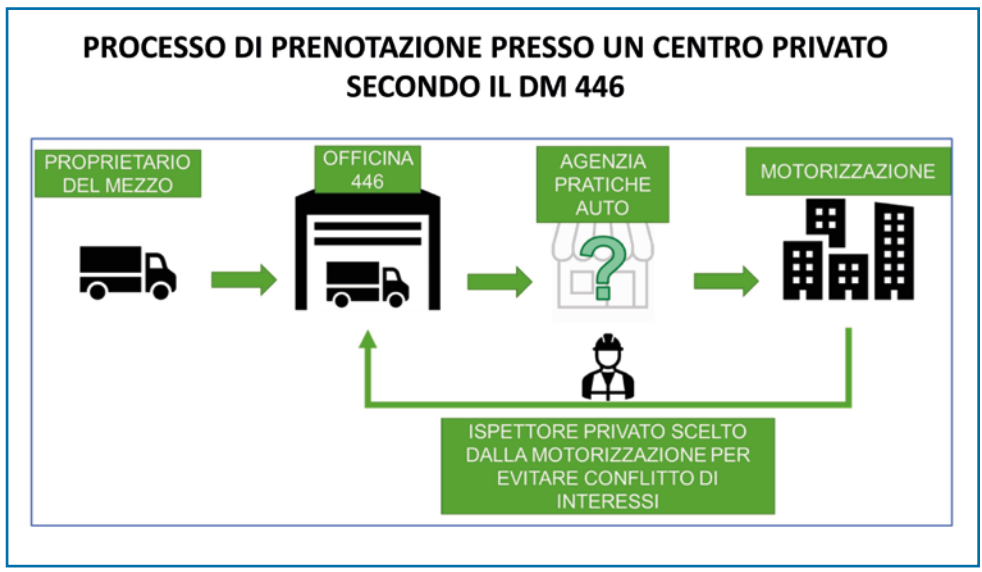 PROCESSO DI PRENOTAZIONE PRESSO UN CENTRO PRIVATO
SECONDO IL DM 446
PROPRIETARIO
DEL MEZZO
OFFICINA
446
AGENZIA
PRATICHE
AUTO
MOTORIZZAZIONE
?
ISPETTORE PRIVATO SCELTO
DALLA MOTORIZZAZIONE PER
EVITARE CONFLITTO DI
INTERESSI